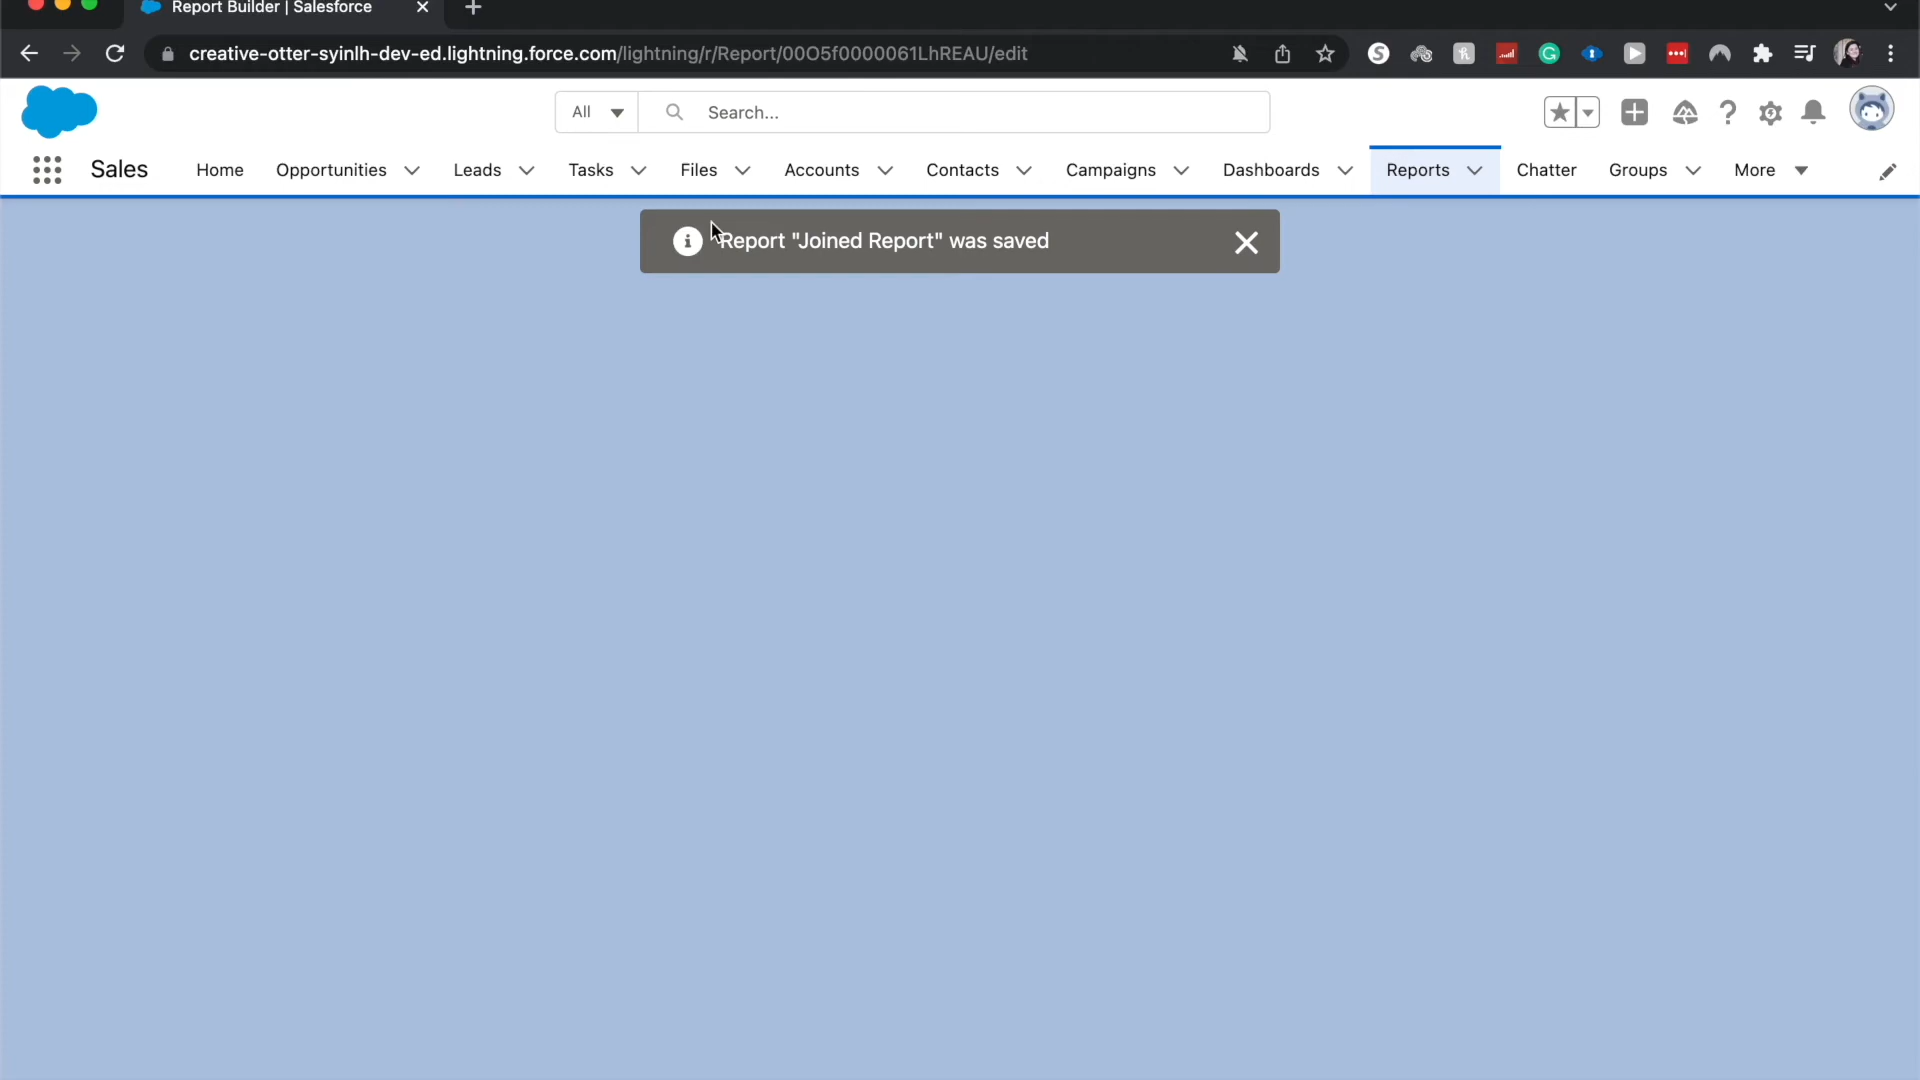 Report Builder | Salesforce
creative-otter-syinlh-dev-ed.lightning.force.com/lightning/r/Report/00O5f0000061LhREAU/edit
All
Search...
Sales
Home
Opportunities
Leads
Tasks
Files
Accounts
Contacts
Campaigns
Dashboards
Reports
Chatter
Groups
More
Report "Joined Report" was saved